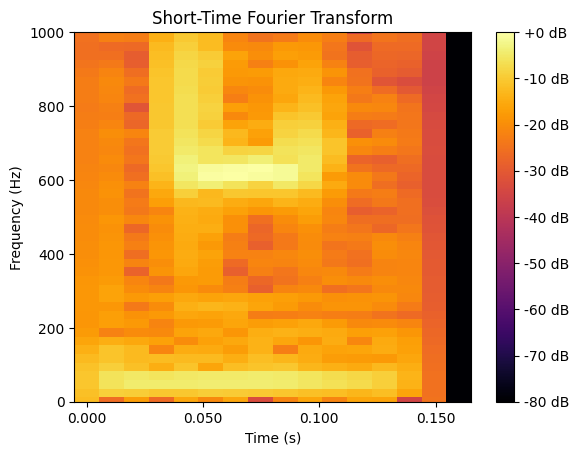 Short-Time Fourier Transform
1000
800
600
400
200
0
Frequency (Hz)
0.000
0.050
0.100
0.150
Time (s)
+0 dB
-10 dB
-20 dB
-30 dB
-40 dB
-50 dB
-60 dB
-70 dB
-80 dB